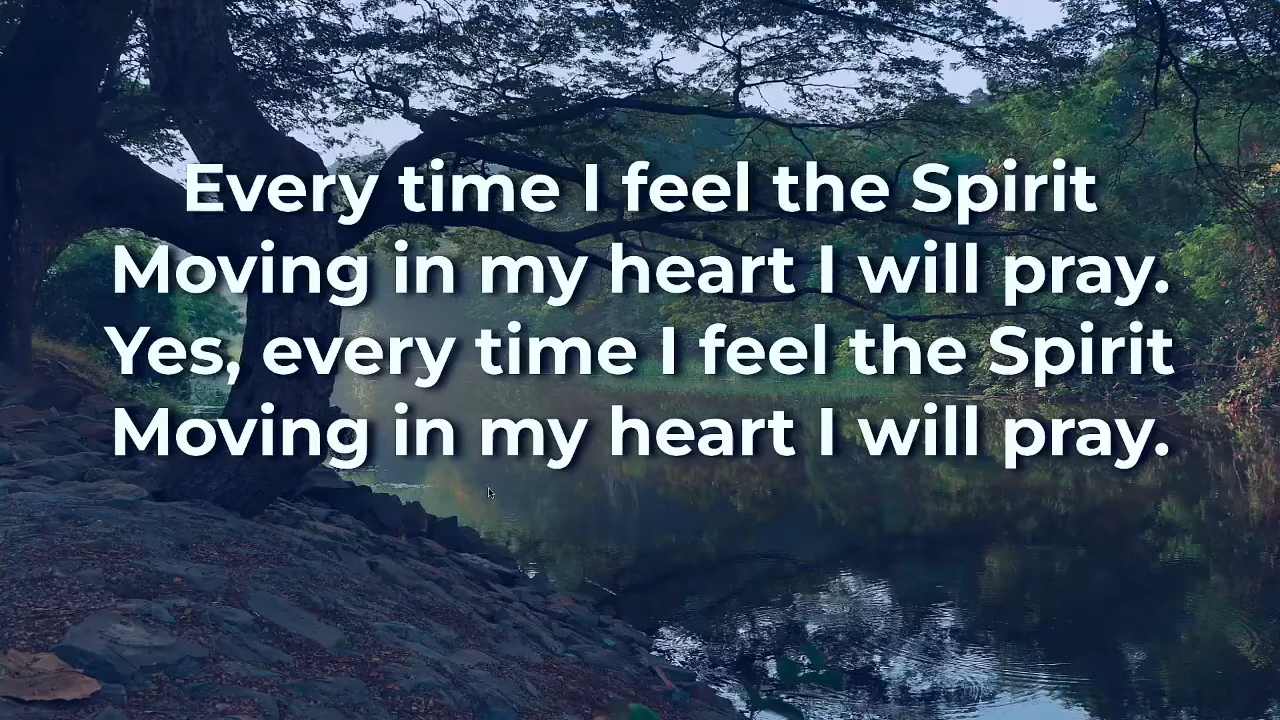 Every time I feel the Spirit
Moving in my heart I will pray.
Yes, every time I feel the Spirit
Moving in my heart I will pray.